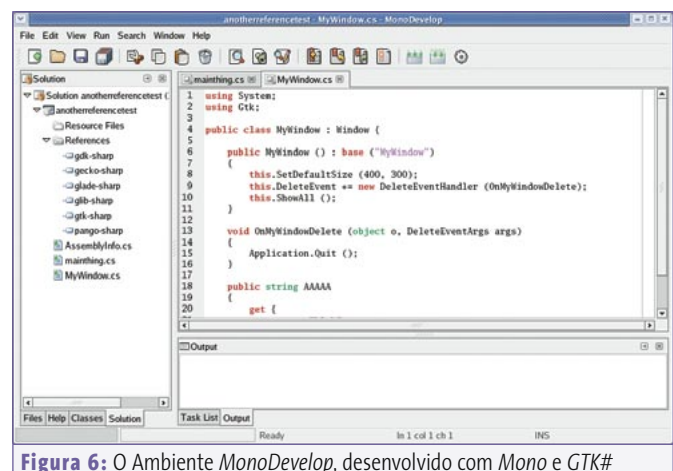 anotherreferencetest - MyWindow.cs - MonoDevelop
File Edit View Run Search Window Help
Solution
Solution anotherreferencetest (
anotherreferencetest
Resource Files
References
gdk-sharp
gecko-sharp
glade-sharp
glib-sharp
gtk-sharp
pango-sharp
AssemblyInfo.cs
mainthing.cs
MyWindow.cs
Files Help Classes Solution
mainthing.cs MyWindow.cs
1 using System;
2 using Gtk;
3
4 public class MyWindow : Window {
5
6 public MyWindow () : base ("MyWindow")
7 {
8 this.SetDefaultSize (400, 300);
9 this.DeleteEvent += new DeleteEventHandler (OnMyWindowDelete);
10 this.ShowAll ();
11 }
12
13 void OnMyWindowDelete (object o, DeleteEventArgs args)
14 {
15 Application.Quit ();
16 }
17
18 public string AAAAA
19 {
20 get {
Output
Task List Output
Ready ln 1 col 1 ch 1 INS
Figura 6: O Ambiente MonoDevelop, desenvolvido com Mono e GTK#